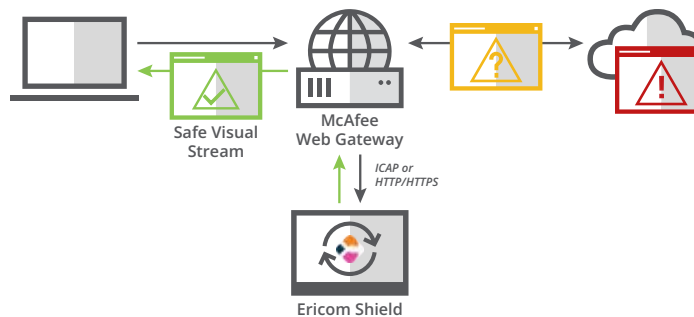 Safe Visual
Stream
McAfee
Web Gateway
ICAP or
HTTP/HTTPS
Ericom Shield